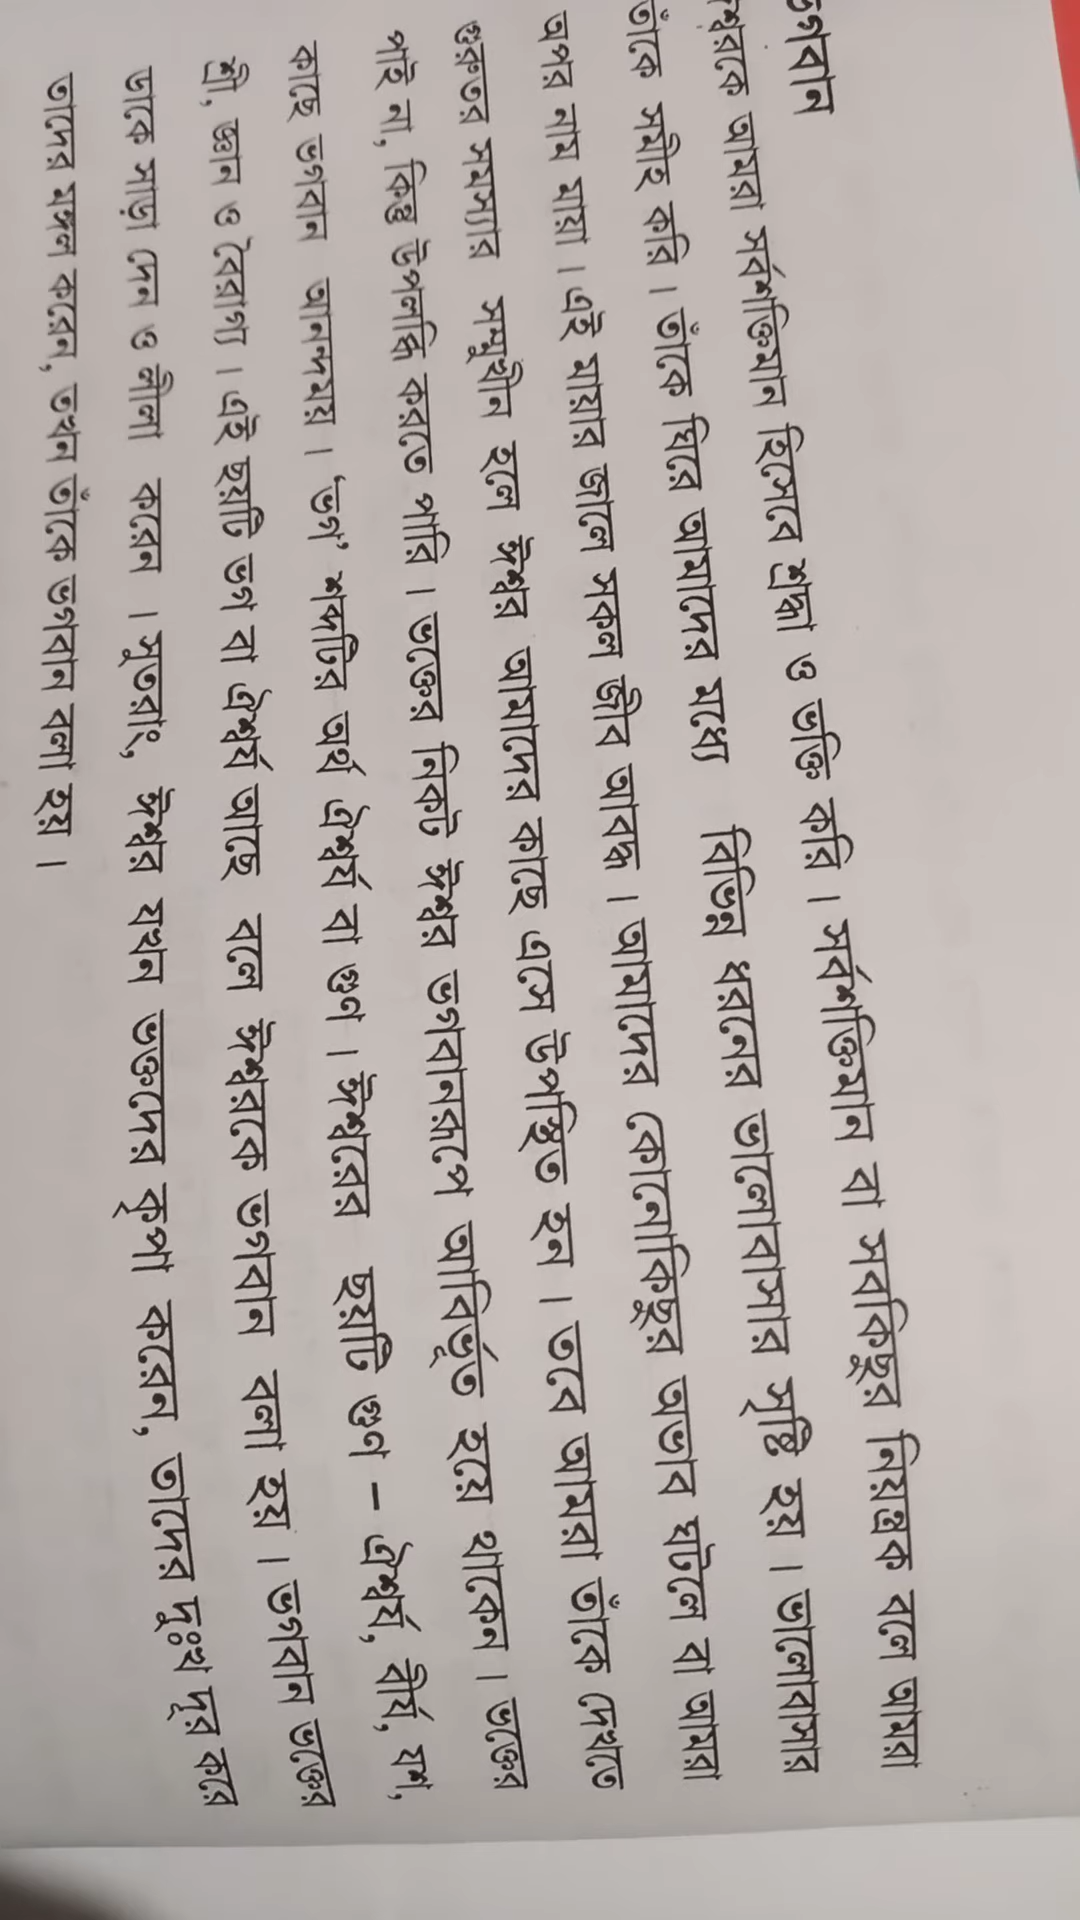 ভগবান
শ্বরকে আমরা সর্বশক্তিমান হিসেবে শ্রদ্ধা ও ভক্তি করি। সর্বশক্তিমান বা সবকিছুর নিয়ন্ত্রক বলে আমরা
তাঁকে সমীহ করি। তাঁকে ঘিরে আমাদের মধ্যে বিভিন্ন ধরনের ভালোবাসার সৃষ্টি হয়। ভালোবাসার
অপর নাম মায়া। এই মায়ার জালে সকল জীব আবদ্ধ। আমাদের কোনোকিছুর অভাব ঘটলে বা আমরা
গুরুতর সমস্যার সম্মুখীন হলে ঈশ্বর আমাদের কাছে এসে উপস্থিত হন। তবে আমরা তাঁকে দেখতে
পাই না, কিন্তু উপলব্ধি করতে পারি। ভক্তের নিকট ঈশ্বর ভগবানরূপে আবির্ভূত হয়ে থাকেন। ভক্তের
কাছে ভগবান আনন্দময়। ‘ভগ’ শব্দটির অর্থ ঐশ্বর্য বা গুণ। ঈশ্বরের ছয়টি গুণ – ঐশ্বর্য, বীর্য, যশ,
শ্রী, জ্ঞান ও বৈরাগ্য। এই ছয়টি ভগ বা ঐশ্বর্য আছে বলে ঈশ্বরকে ভগবান বলা হয়। ভগবান ভক্তের
ডাকে সাড়া দেন ও লীলা করেন। সুতরাং, ঈশ্বর যখন ভক্তদের কৃপা করেন, তাদের দুঃখ দূর করে
তাদের মঙ্গল করেন, তখন তাঁকে ভগবান বলা হয়।